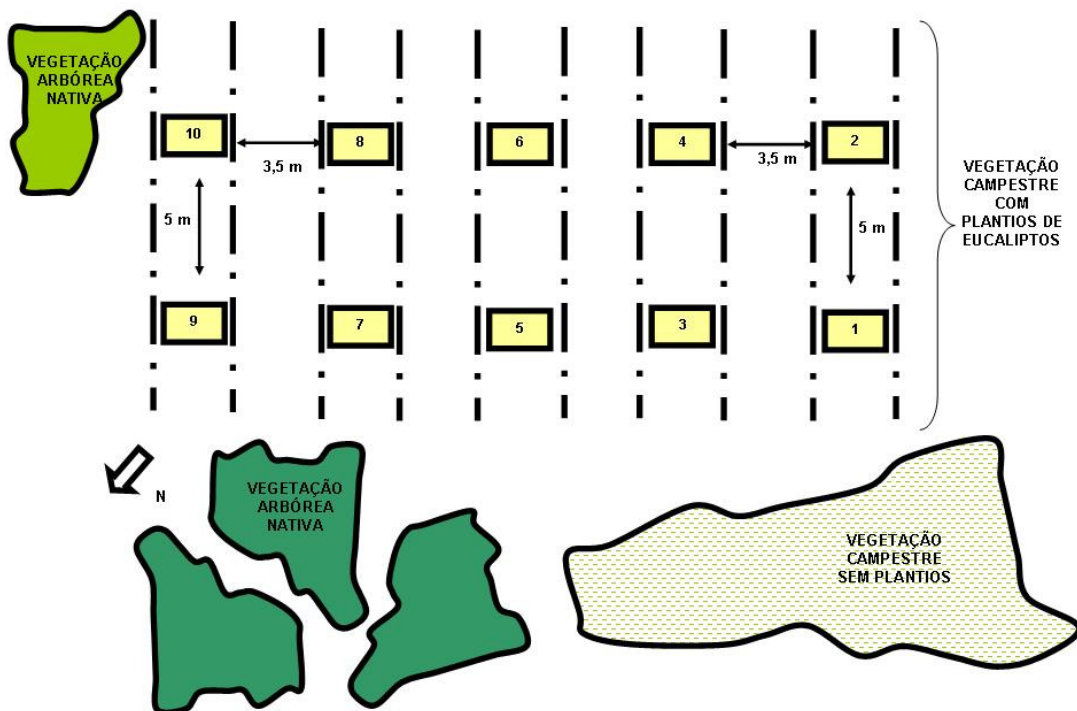 VEGETAÇÃO
ARBÓREA
NATIVA
10
8
6
4
2
3,5 m
3,5 m
5 m
5 m
VEGETAÇÃO
CAMPESTRE
COM
PLANTIOS DE
EUCALIPTOS
9
7
5
3
1
N
VEGETAÇÃO
ARBÓREA
NATIVA
VEGETAÇÃO
CAMPESTRE
SEM PLANTIOS